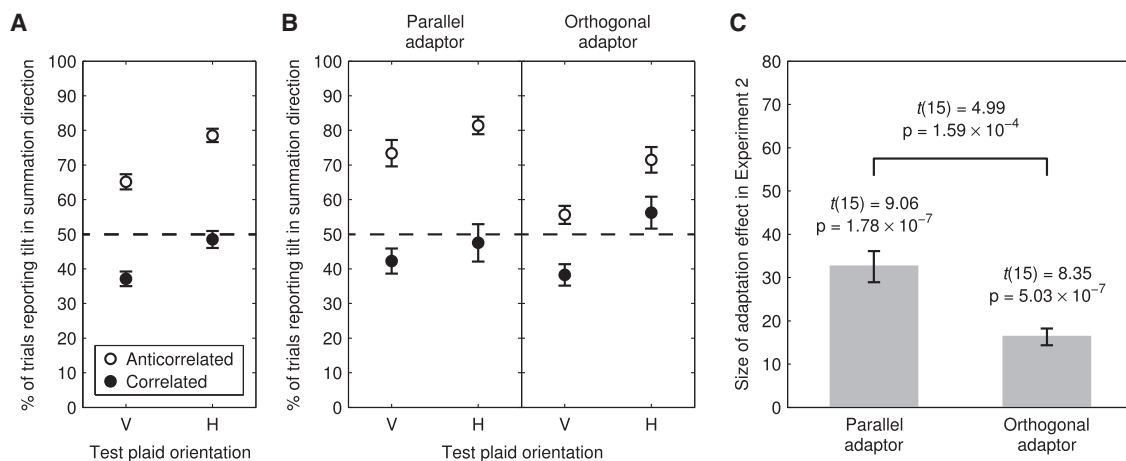 A
% of trials reporting tilt in summation direction
100
90
80
70
60
50
40
30
20
10
0
Anticorrelated
Correlated
V H
Test plaid orientation
B
Parallel
adaptor
Orthogonal
adaptor
% of trials reporting tilt in summation direction
100
90
80
70
60
50
40
30
20
10
0
V H V H
Test plaid orientation
C
Size of adaptation effect in Experiment 2
80
70
60
50
40
30
20
10
0
t(15) = 4.99
p = 1.59 × 10⁻⁴
t(15) = 9.06
p = 1.78 × 10⁻⁷
t(15) = 8.35
p = 5.03 × 10⁻⁷
Parallel
adaptor
Orthogonal
adaptor